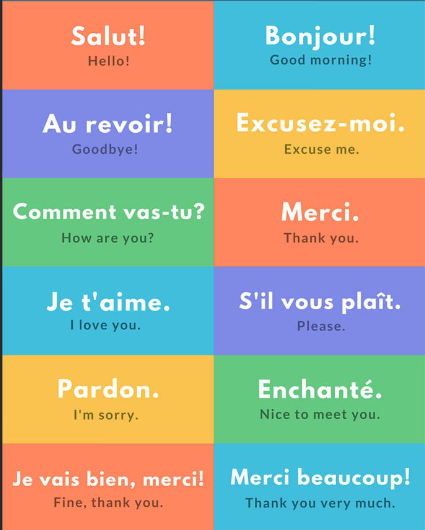 Salut!
Hello!
Bonjour!
Good morning!
Au revoir!
Goodbye!
Excusez-moi.
Excuse me.
Comment vas-tu?
How are you?
Merci.
Thank you.
Je t'aime.
I love you.
S'il vous plaît.
Please.
Pardon.
I'm sorry.
Enchanté.
Nice to meet you.
Je vais bien, merci!
Fine, thank you.
Merci beaucoup!
Thank you very much.